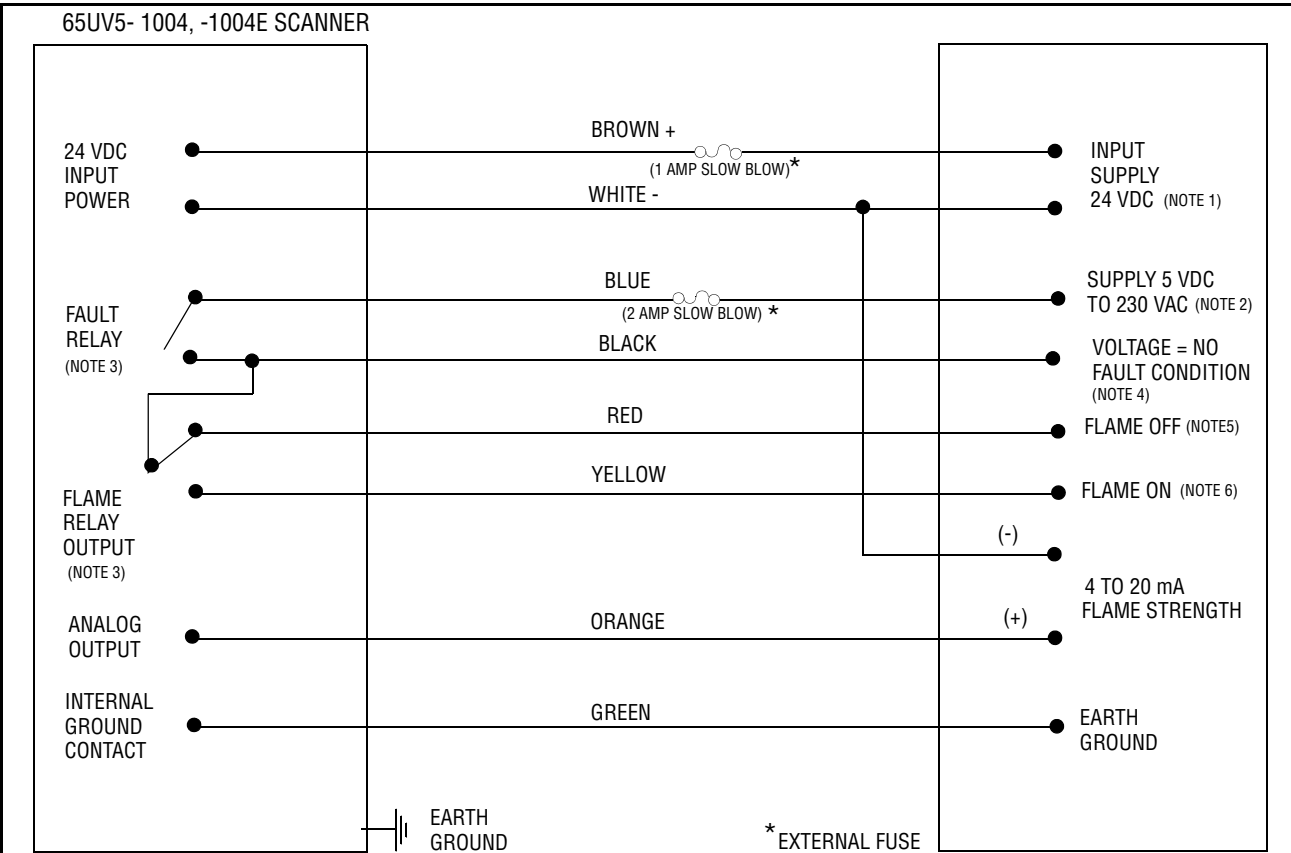 65UV5- 1004, -1004E SCANNER
24 VDC
INPUT
POWER
BROWN +
(1 AMP SLOW BLOW)*
WHITE -
INPUT
SUPPLY
24 VDC (NOTE 1)
FAULT
RELAY
(NOTE 3)
BLUE
(2 AMP SLOW BLOW) *
BLACK
SUPPLY 5 VDC
TO 230 VAC (NOTE 2)
VOLTAGE = NO
FAULT CONDITION
(NOTE 4)
RED
FLAME OFF (NOTE5)
FLAME
RELAY
OUTPUT
(NOTE 3)
YELLOW
FLAME ON (NOTE 6)
(-)
4 TO 20 mA
FLAME STRENGTH
(+)
ANALOG
OUTPUT
ORANGE
INTERNAL
GROUND
CONTACT
GREEN
EARTH
GROUND
EARTH
GROUND
*EXTERNAL FUSE